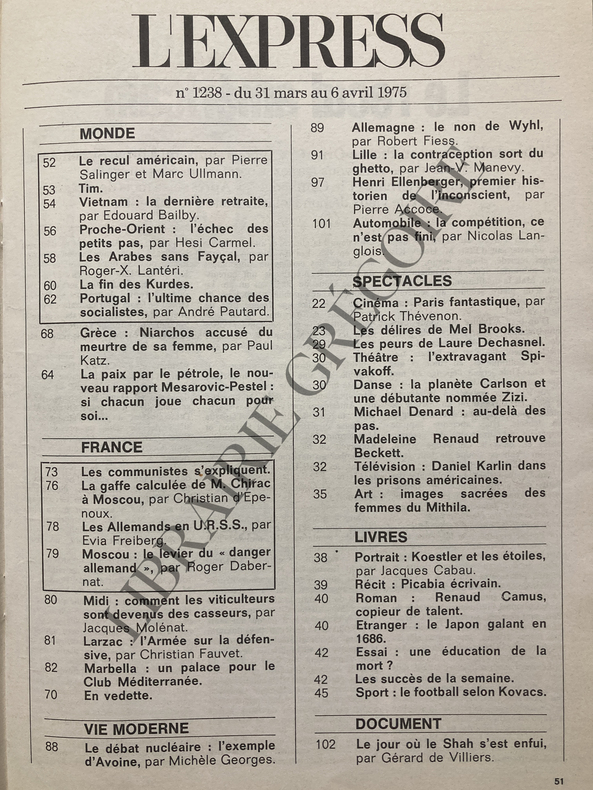 L'EXPRESS
n° 1238 - du 31 mars au 6 avril 1975
MONDE
52 Le recul américain, par Pierre
Salinger et Marc Ullmann.
53 Tim.
54 Vietnam : la dernière retraite,
par Edouard Bailby.
56 Proche-Orient : l'échec des
petits pas, par Hesi Carmel.
58 Les Arabes sans Fayçal, par
Roger-X. Lantéri.
60 La fin des Kurdes.
62 Portugal : l'ultime chance des
socialistes, par André Pautard.
68 Grèce : Niarchos accusé du
meurtre de sa femme, par Paul
Katz.
64 La paix par le pétrole, le nou-
veau rapport Mesarovic-Pestel :
si chacun joue chacun pour
soi...
FRANCE
73 Les communistes s'expliquent.
76 La gaffe calculée de M. Chirac
à Moscou, par Christian d'Epe-
noux.
78 Les Allemands en U.R.S.S., par
Evia Freiberg.
79 Moscou : le levier du « danger
allemand », par Roger Daber-
nat.
80 Midi : comment les viticulteurs
sont devenus des casseurs, par
Jacques Molénat.
81 Larzac : l'Armée sur la défen-
sive, par Christian Fauvet.
82 Marbella : un palace pour le
Club Méditerranée.
70 En vedette.
VIE MODERNE
88 Le débat nucléaire : l'exemple
d'Avoine, par Michèle Georges.
89 Allemagne : le non de Wyhl,
par Robert Fiess.
91 Lille : la contraception sort du
ghetto, par Jean-V. Manevy.
97 Henri Ellenberger, premier his-
torien de l'inconscient, par
Pierre Accoce.
101 Automobile : la compétition, ce
n'est pas fini, par Nicolas Lan-
glois.
SPECTACLES
22 Cinéma : Paris fantastique, par
Patrick Thévenon.
23 Les délires de Mel Brooks.
29 Les peurs de Laure Dechasnel.
30 Théâtre : l'extravagant Spi-
vakoff.
30 Danse : la planète Carlson et
une débutante nommée Zizi.
31 Michael Denard : au-delà des
pas.
32 Madeleine Renaud retrouve
Beckett.
32 Télévision : Daniel Karlin dans
les prisons américaines.
35 Art : images sacrées des
femmes du Mithila.
LIVRES
38 Portrait : Koestler et les étoiles,
par Jacques Cabau.
39 Récit : Picabia écrivain.
40 Roman : Renaud Camus,
copieur de talent.
40 Etranger : le Japon galant en
1686.
42 Essai : une éducation de la
mort ?
42 Les succès de la semaine.
45 Sport : le football selon Kovacs.
DOCUMENT
102 Le jour où le Shah s'est enfui,
par Gérard de Villiers.
51
LIBRAIRIE GRÉGOIRE